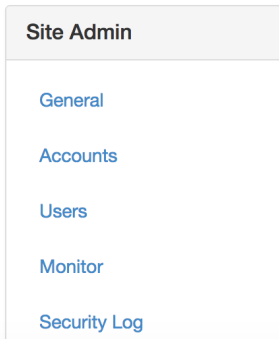 Site Admin
General
Accounts
Users
Monitor
Security Log